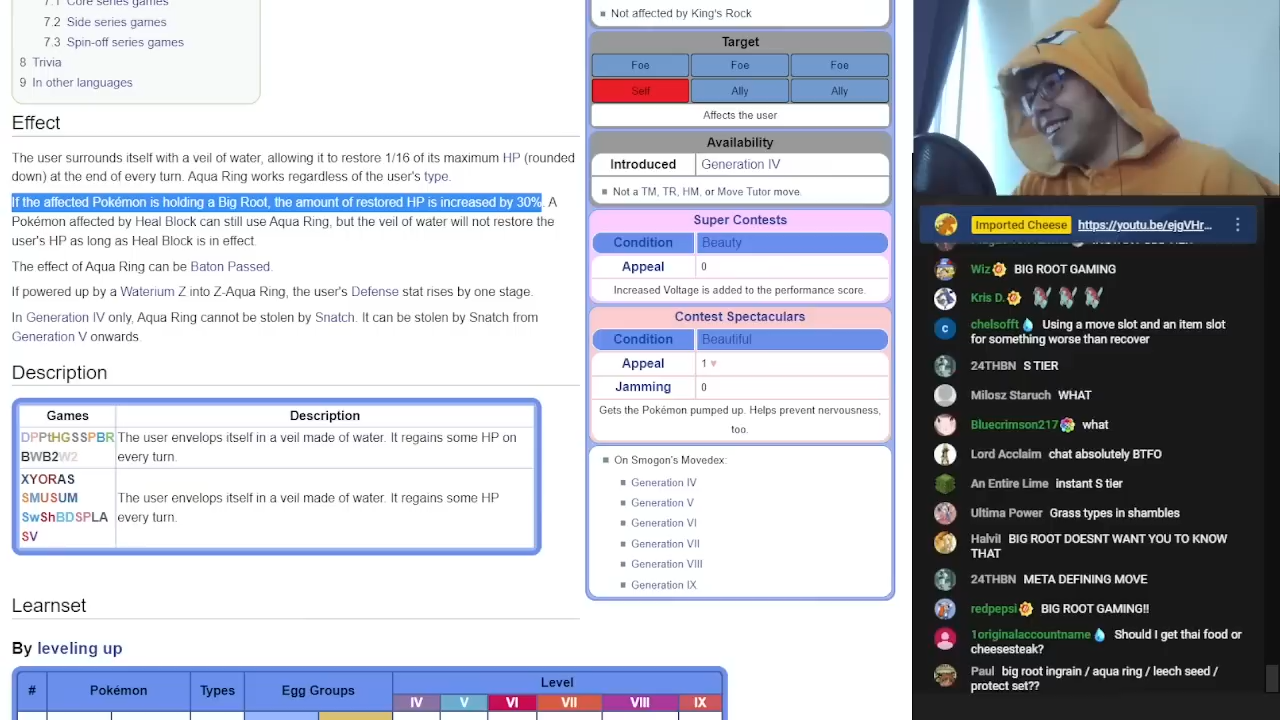 7.1 Core series games
7.2 Side series games
7.3 Spin-off series games
8 Trivia
9 In other languages
Effect
The user surrounds itself with a veil of water, allowing it to restore 1/16 of its maximum HP (rounded
down) at the end of every turn. Aqua Ring works regardless of the user's type.
If the affected Pokémon is holding a Big Root, the amount of restored HP is increased by 30%. A
Pokémon affected by Heal Block can still use Aqua Ring, but the veil of water will not restore the
user's HP as long as Heal Block is in effect.
The effect of Aqua Ring can be Baton Passed.
If powered up by a Waterium Z into Z-Aqua Ring, the user's Defense stat rises by one stage.
In Generation IV only, Aqua Ring cannot be stolen by Snatch. It can be stolen by Snatch from
Generation V onwards.
Description
Games Description
DPPtHGSSPBR
BWB2W2
The user envelops itself in a veil made of water. It regains some HP on
every turn.
XYORAS
SMUSUM
SwShBDSPLA
SV
The user envelops itself in a veil made of water. It regains some HP
every turn.
Learnset
By leveling up
# Pokémon Types Egg Groups Level
IV V VI VII VIII IX
Not affected by King's Rock
Target
Foe Foe Foe
Self Ally Ally
Affects the user
Availability
Introduced Generation IV
Not a TM, TR, HM, or Move Tutor move.
Super Contests
Condition Beauty
Appeal 0
Increased Voltage is added to the performance score.
Contest Spectaculars
Condition Beautiful
Appeal 1 ♥
Jamming 0
Gets the Pokémon pumped up. Helps prevent nervousness,
too.
On Smogon's Movedex:
Generation IV
Generation V
Generation VI
Generation VII
Generation VIII
Generation IX
Imported Cheese https://youtu.be/ejgVHr...
Wiz BIG ROOT GAMING
Kris D.
chelsofft Using a move slot and an item slot
for something worse than recover
24THBN S TIER
Milosz Staruch WHAT
Bluecrimson217 what
Lord Acclaim chat absolutely BTFO
An Entire Lime instant S tier
Ultima Power Grass types in shambles
Halvil BIG ROOT DOESNT WANT YOU TO KNOW
THAT
24THBN META DEFINING MOVE
redpepsi BIG ROOT GAMING!!
1originalaccountname Should I get thai food or
cheesesteak?
Paul big root ingrain / aqua ring / leech seed /
protect set??